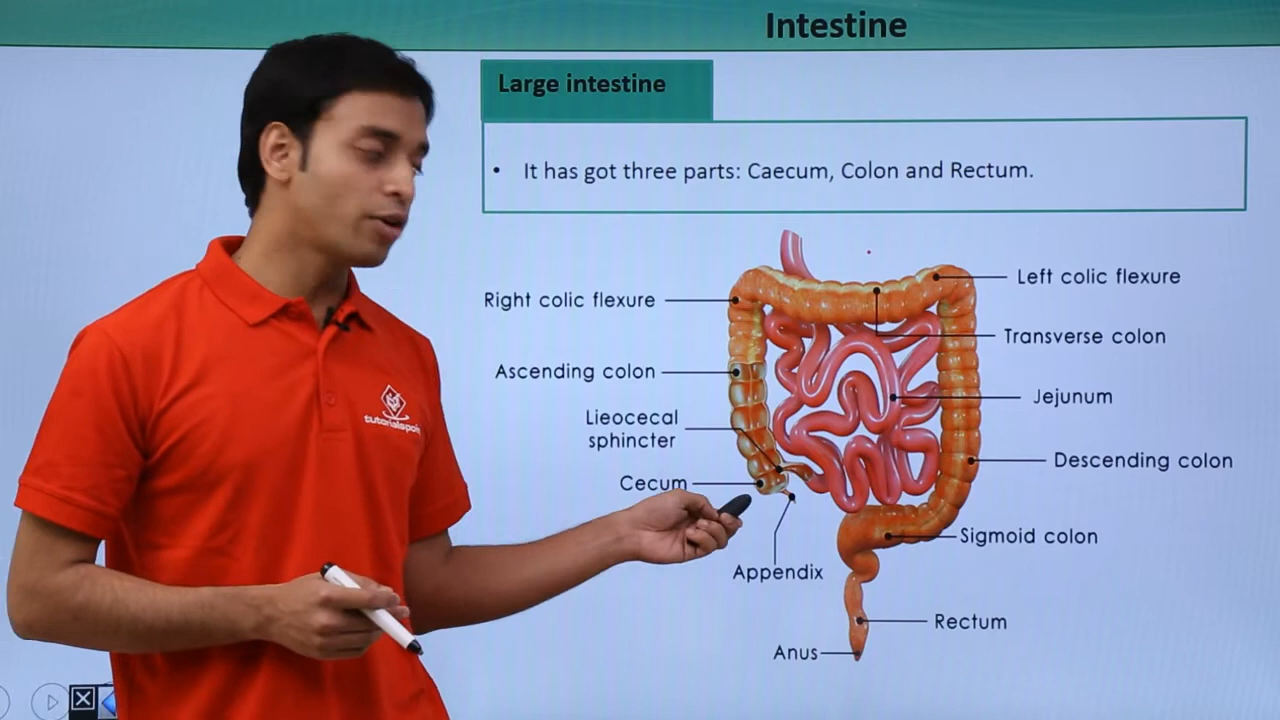 Intestine
Large intestine
• It has got three parts: Caecum, Colon and Rectum.
Left colic flexure
Right colic flexure
Transverse colon
Ascending colon
Jejunum
Lieocecal
sphincter
Descending colon
Cecum
Sigmoid colon
Appendix
Rectum
Anus
tutorialspoint